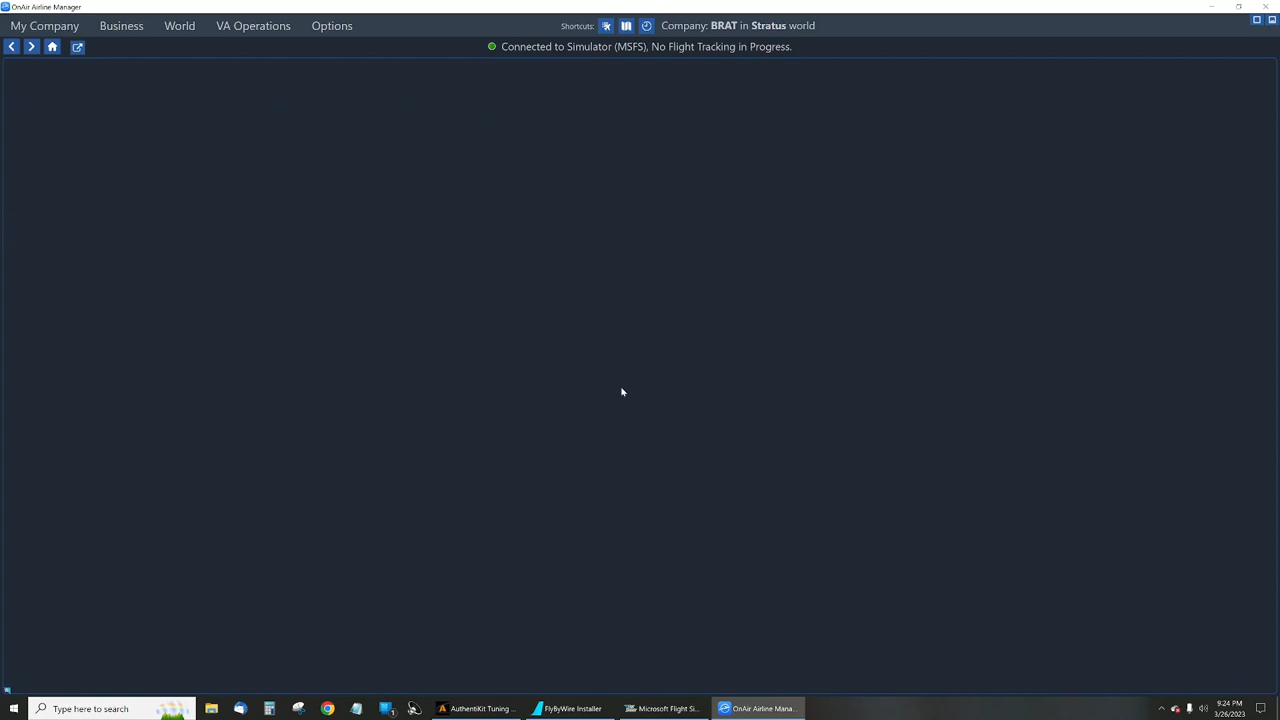 OnAir Airline Manager
My Company Business World VA Operations Options Shortcuts: Company: BRAT in Stratus world
Connected to Simulator (MSFS), No Flight Tracking in Progress.
Type here to search AuthentiKit Tuning ... FlyByWire Installer Microsoft Flight Si... OnAir Airline Mana... 9:24 PM
3/26/2023